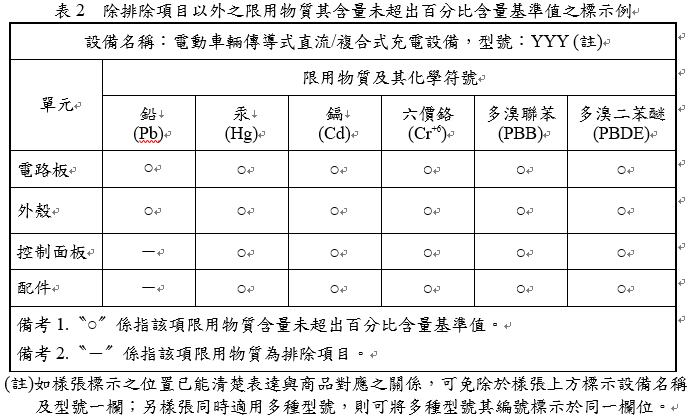 表 2 除排除項目以外之限用物質其含量未超出百分比含量基準值之標示例
設備名稱：電動車輛傳導式直流/複合式充電設備，型號：YYY (註)
單元
限用物質及其化學符號
鉛 汞 鎘 六價鉻 多溴聯苯 多溴二苯醚
(Pb) (Hg) (Cd) (Cr⁺⁶) (PBB) (PBDE)
電路板 ○ ○ ○ ○ ○ ○
外殼 ○ ○ ○ ○ ○ ○
控制面板 － ○ ○ ○ ○ ○
配件 － ○ ○ ○ ○ ○
備考 1.〝○〞係指該項限用物質含量未超出百分比含量基準值。
備考 2.〝－〞係指該項限用物質為排除項目。
(註)如樣張標示之位置已能清楚表達與商品對應之關係，可免除於樣張上方標示設備名稱
及型號一欄；另樣張同時適用多種型號，則可將多種型號其編號標示於同一欄位。